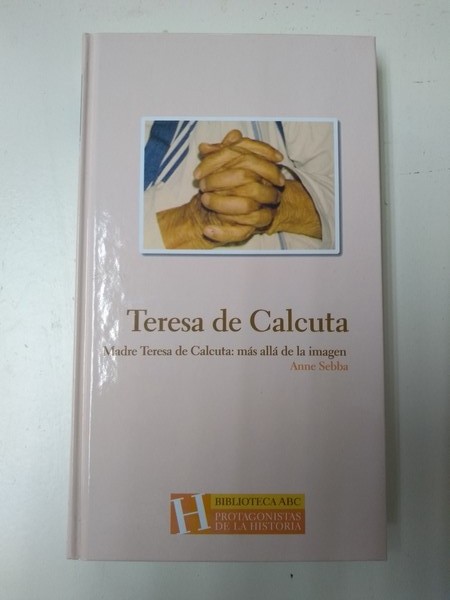 Teresa de Calcuta
Madre Teresa de Calcuta: más allá de la imagen
Anne Sebba
H
BIBLIOTECA ABC
PROTAGONISTAS
DE LA HISTORIA